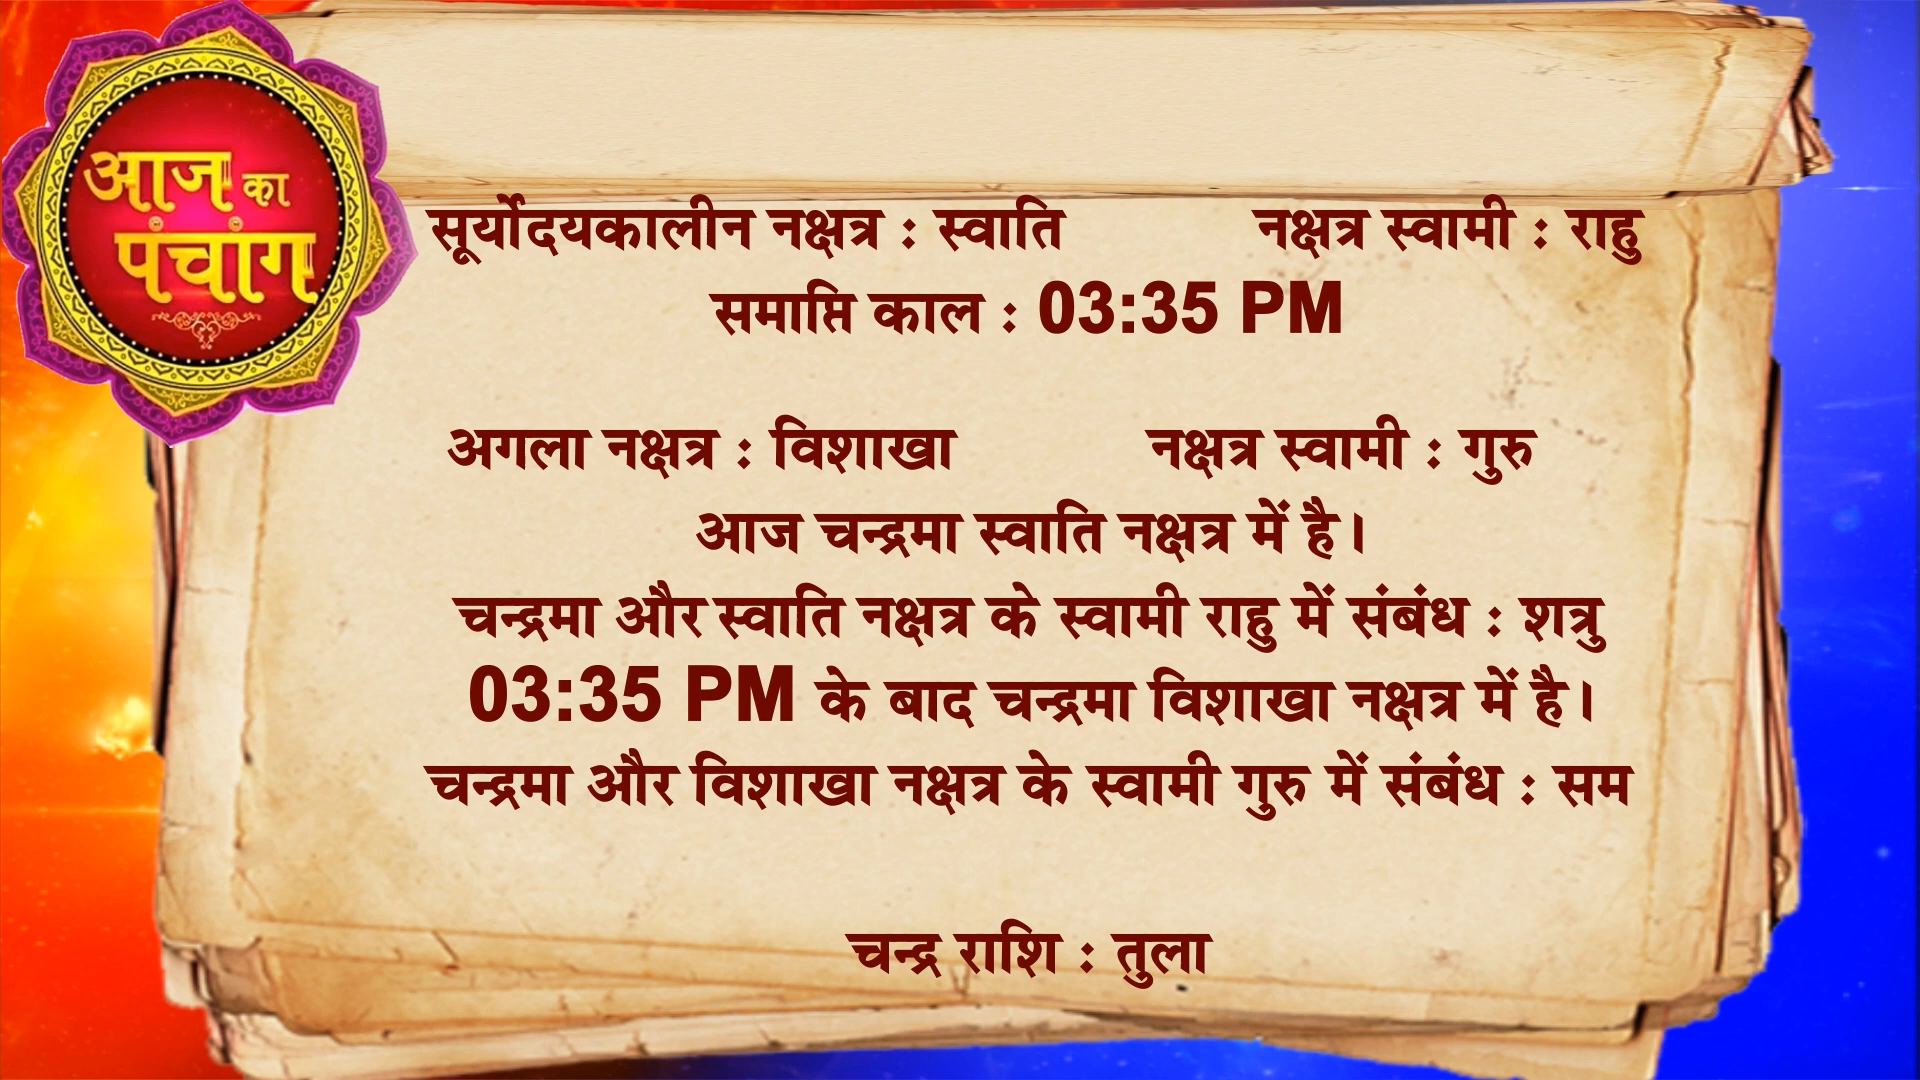 आज का
पंचांग
सूर्योदयकालीन नक्षत्र : स्वाति नक्षत्र स्वामी : राहु
समाप्ति काल : 03:35 PM
अगला नक्षत्र : विशाखा नक्षत्र स्वामी : गुरु
आज चन्द्रमा स्वाति नक्षत्र में है।
चन्द्रमा और स्वाति नक्षत्र के स्वामी राहु में संबंध : शत्रु
03:35 PM के बाद चन्द्रमा विशाखा नक्षत्र में है।
चन्द्रमा और विशाखा नक्षत्र के स्वामी गुरु में संबंध : सम
चन्द्र राशि : तुला